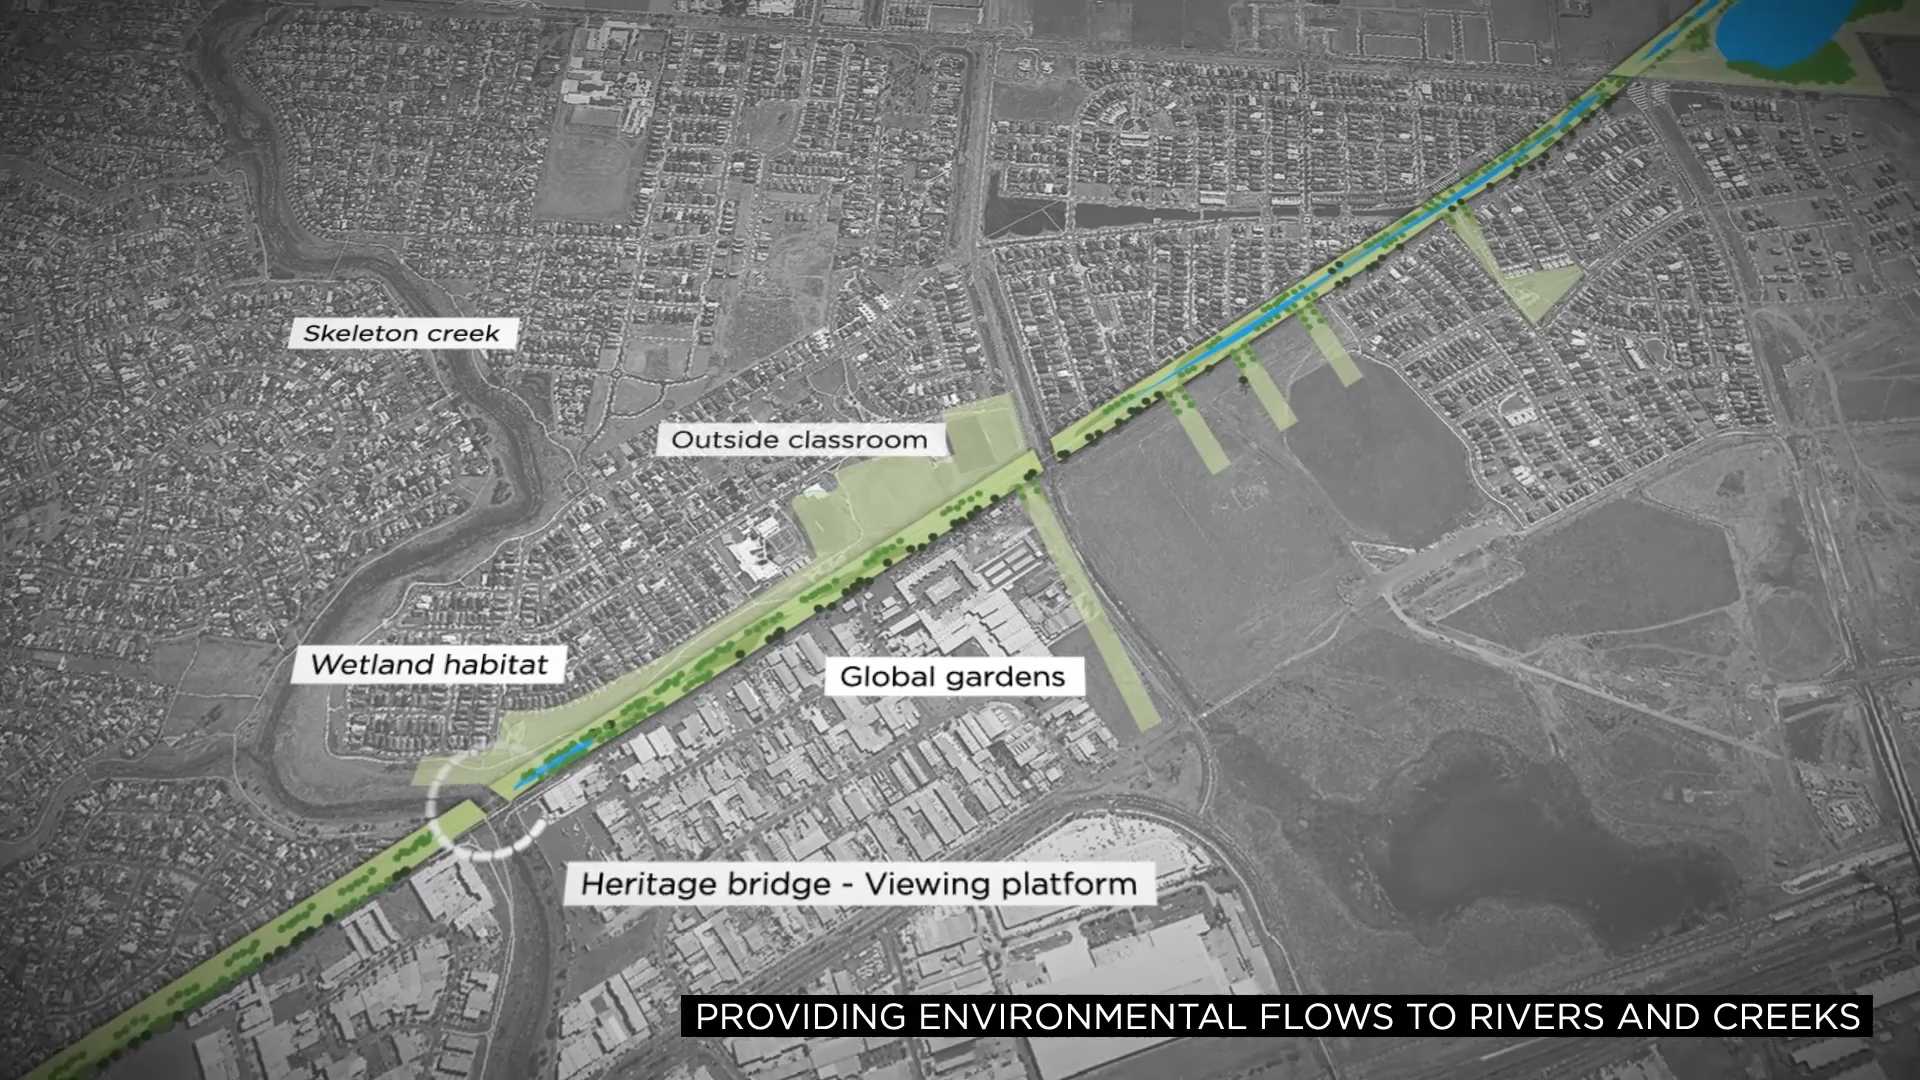 Skeleton creek
Outside classroom
Wetland habitat
Global gardens
Heritage bridge - Viewing platform
PROVIDING ENVIRONMENTAL FLOWS TO RIVERS AND CREEKS